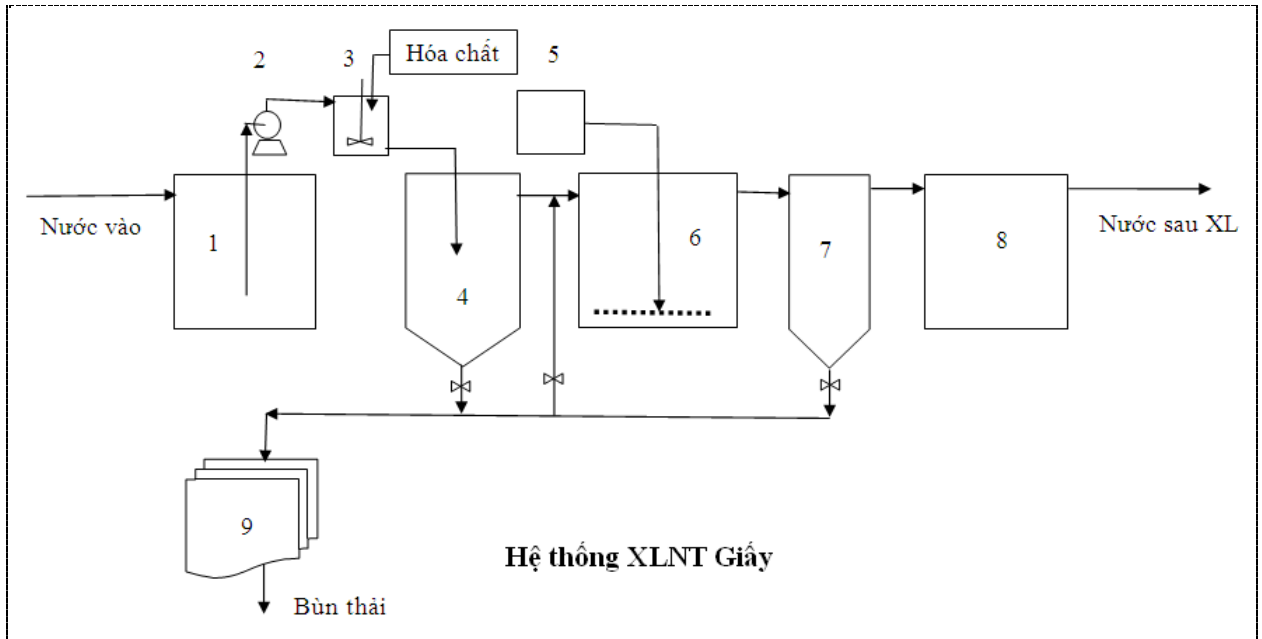 2
3
Hóa chất
5
Nước vào
1
4
6
7
8
Nước sau XL
9
Hệ thống XLNT Giấy
Bùn thải